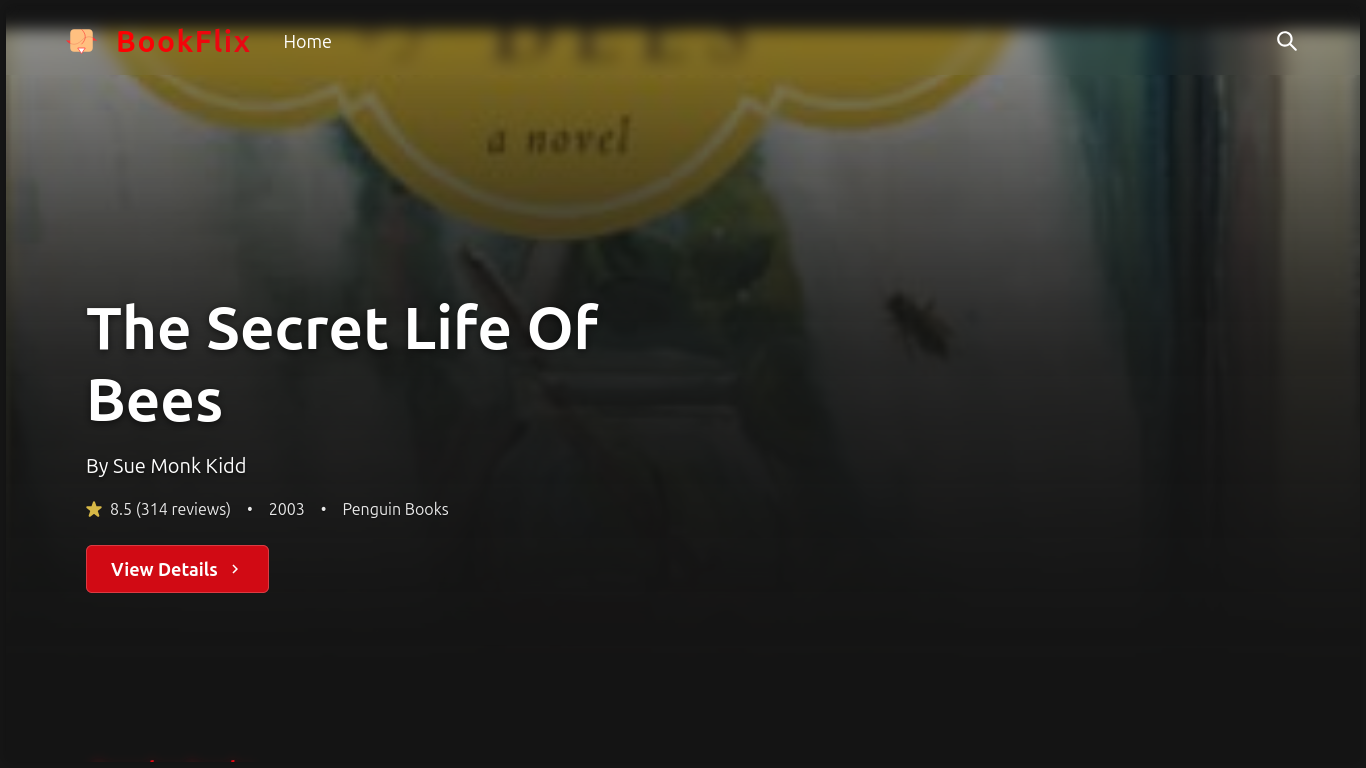 BookFlix
Home
BEES
a novel
The Secret Life Of
Bees
By Sue Monk Kidd
8.5 (314 reviews) • 2003 • Penguin Books
View Details